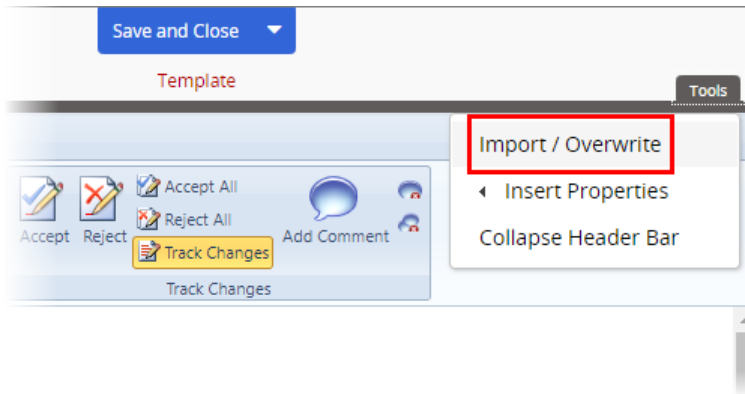 Save and Close
Template
Tools
Import / Overwrite
Insert Properties
Collapse Header Bar
Accept
Reject
Accept All
Reject All
Track Changes
Add Comment
Track Changes